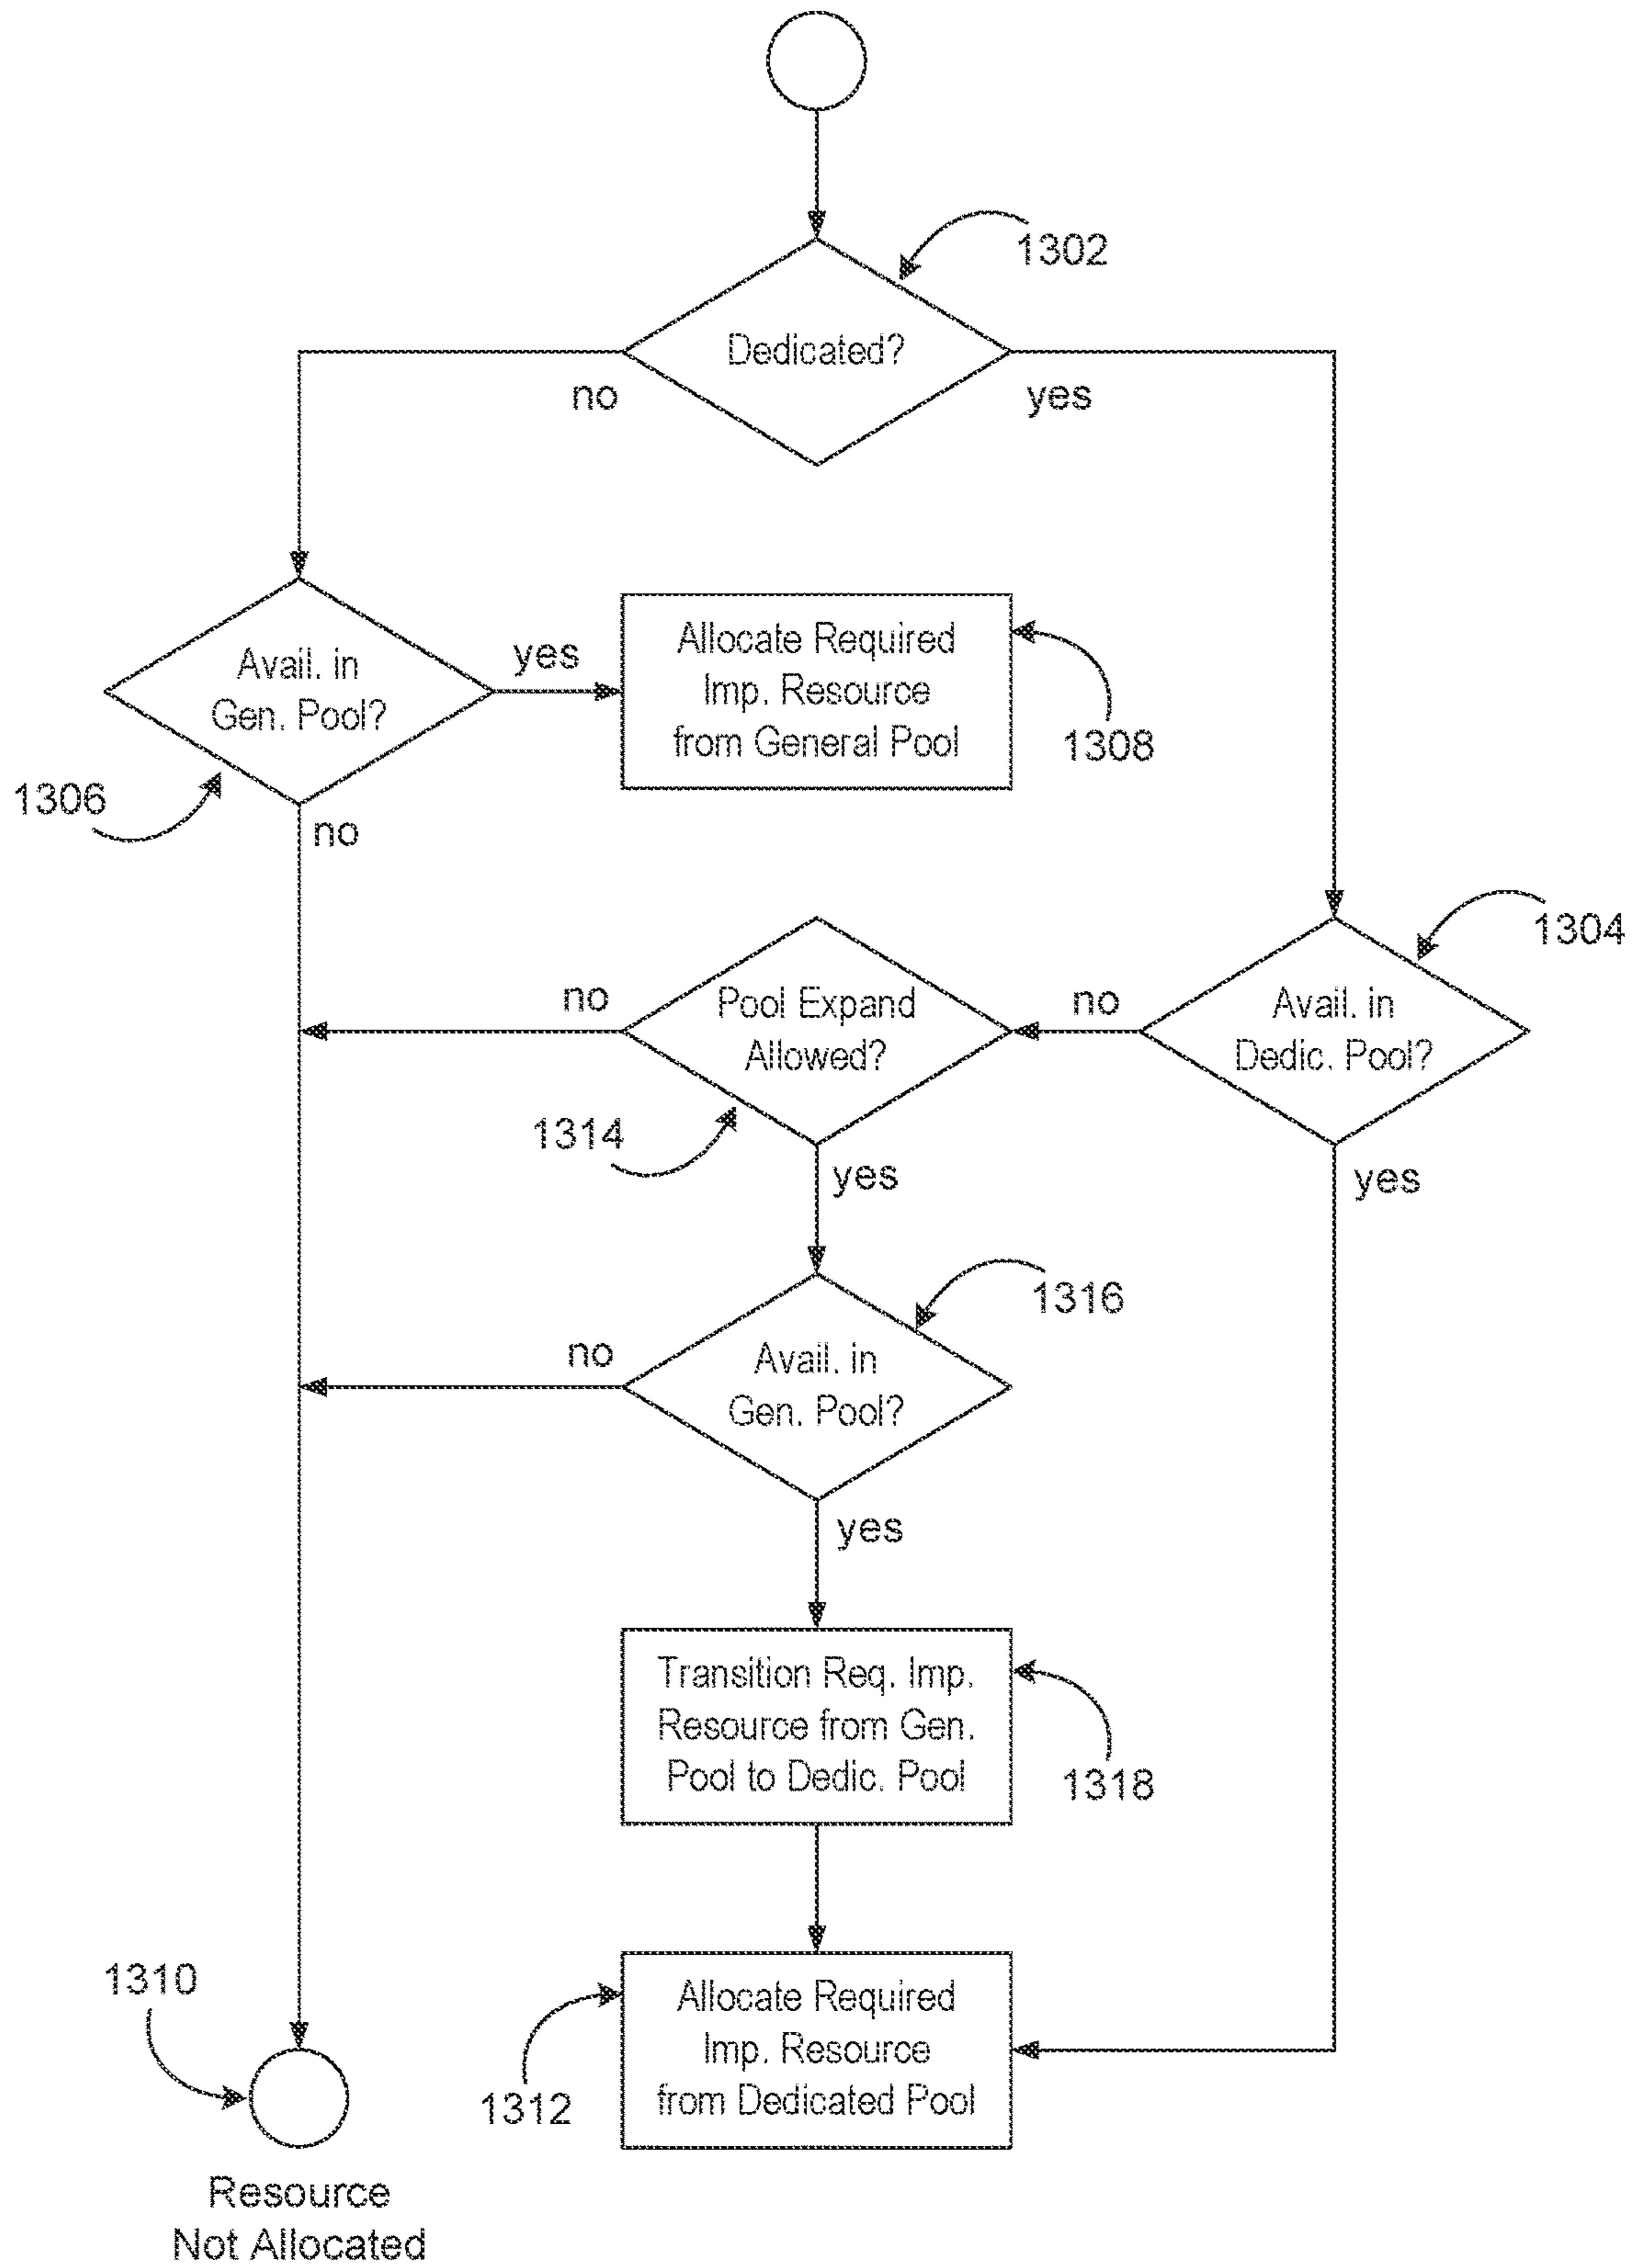 1302
Dedicated?
no
yes
Avail. in
Gen. Pool?
yes
Allocate Required
Imp. Resource
from General Pool
1308
1306
no
1304
Avail. in
Dedic. Pool?
no
Pool Expand
Allowed?
no
1314
yes
yes
1316
Avail. in
Gen. Pool?
no
yes
Transition Req. Imp.
Resource from Gen.
Pool to Dedic. Pool
1318
1310
Allocate Required
Imp. Resource
from Dedicated Pool
1312
Resource
Not Allocated